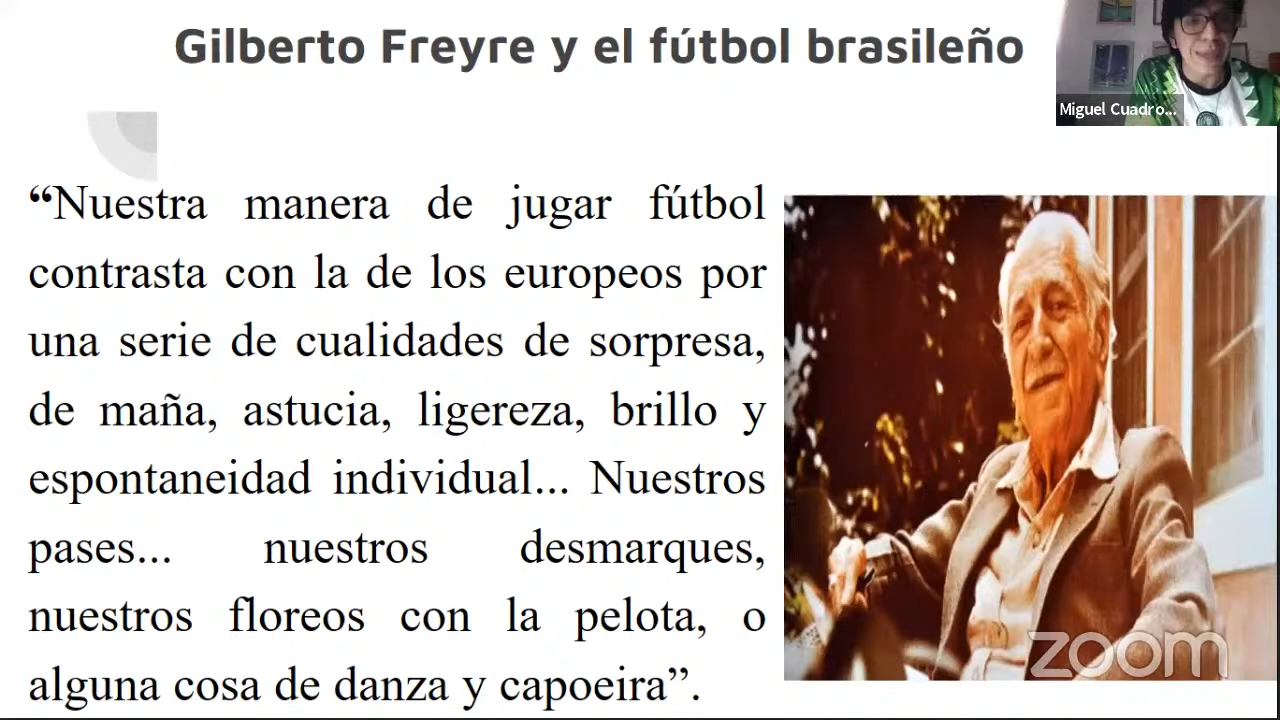 Gilberto Freyre y el fútbol brasileño
Miguel Cuadro...
“Nuestra manera de jugar fútbol
contrasta con la de los europeos por
una serie de cualidades de sorpresa,
de maña, astucia, ligereza, brillo y
espontaneidad individual... Nuestros
pases... nuestros desmarques,
nuestros floreos con la pelota, o
alguna cosa de danza y capoeira”.
zoom